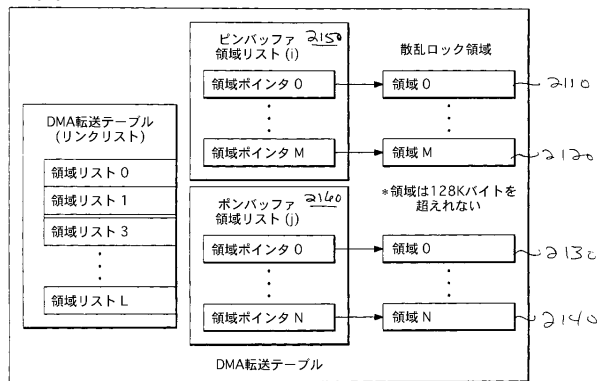 ピンバッファ 2150
領域リスト (i)
領域ポインタ 0
領域ポインタ M
散乱ロック領域
領域 0
2110
領域 M
2120
*領域は128Kバイトを
超えれない
DMA転送テーブル
(リンクリスト)
領域リスト 0
領域リスト 1
領域リスト 3
領域リスト L
ポンバッファ 2160
領域リスト (j)
領域ポインタ 0
領域ポインタ N
領域 0
2130
領域 N
2140
DMA転送テーブル